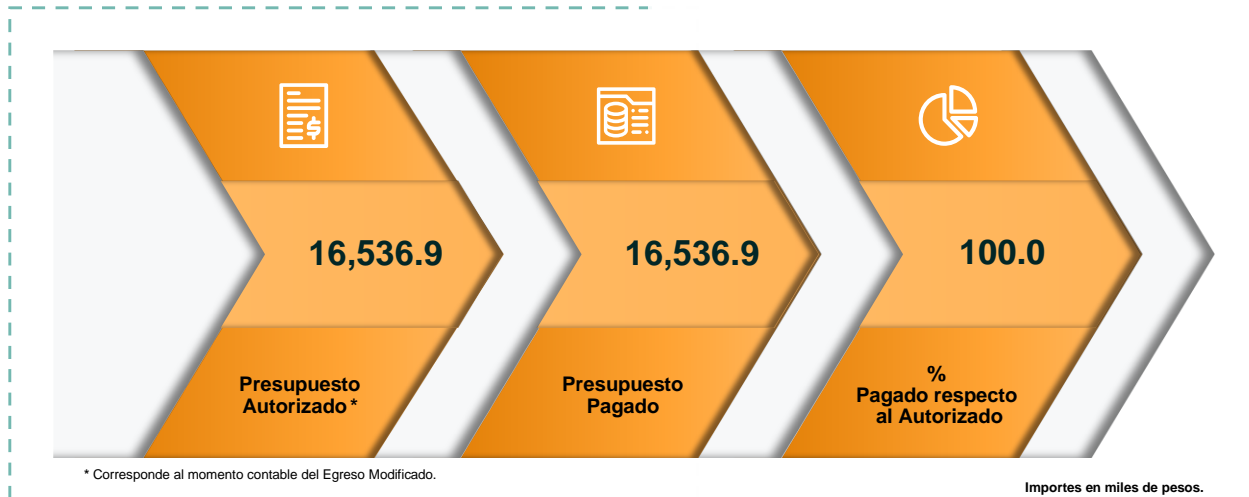 16,536.9
16,536.9
100.0
Presupuesto
Autorizado *
Presupuesto
Pagado
%
Pagado respecto
al Autorizado
* Corresponde al momento contable del Egreso Modificado.
Importes en miles de pesos.